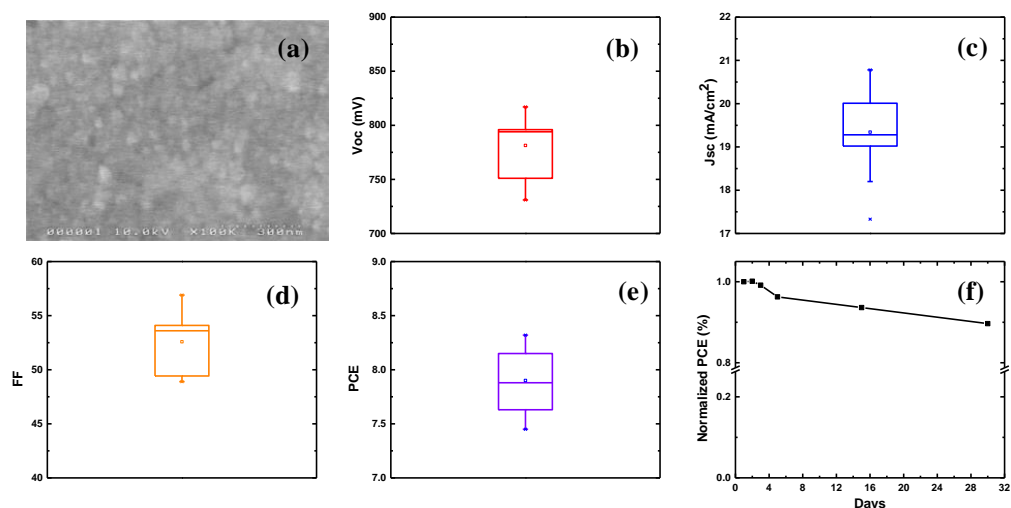 (a)
000001 10.0kV X100K 300nm
(b)
900
850
800
750
700
Voc (mV)
(c)
22
21
20
19
18
17
Jsc (mA/cm²)
(d)
60
55
50
45
40
FF
(e)
9.0
8.5
8.0
7.5
7.0
PCE
(f)
1.0
0.8
0.2
0.0
Normalized PCE (%)
0 4 8 12 16 20 24 28 32
Days